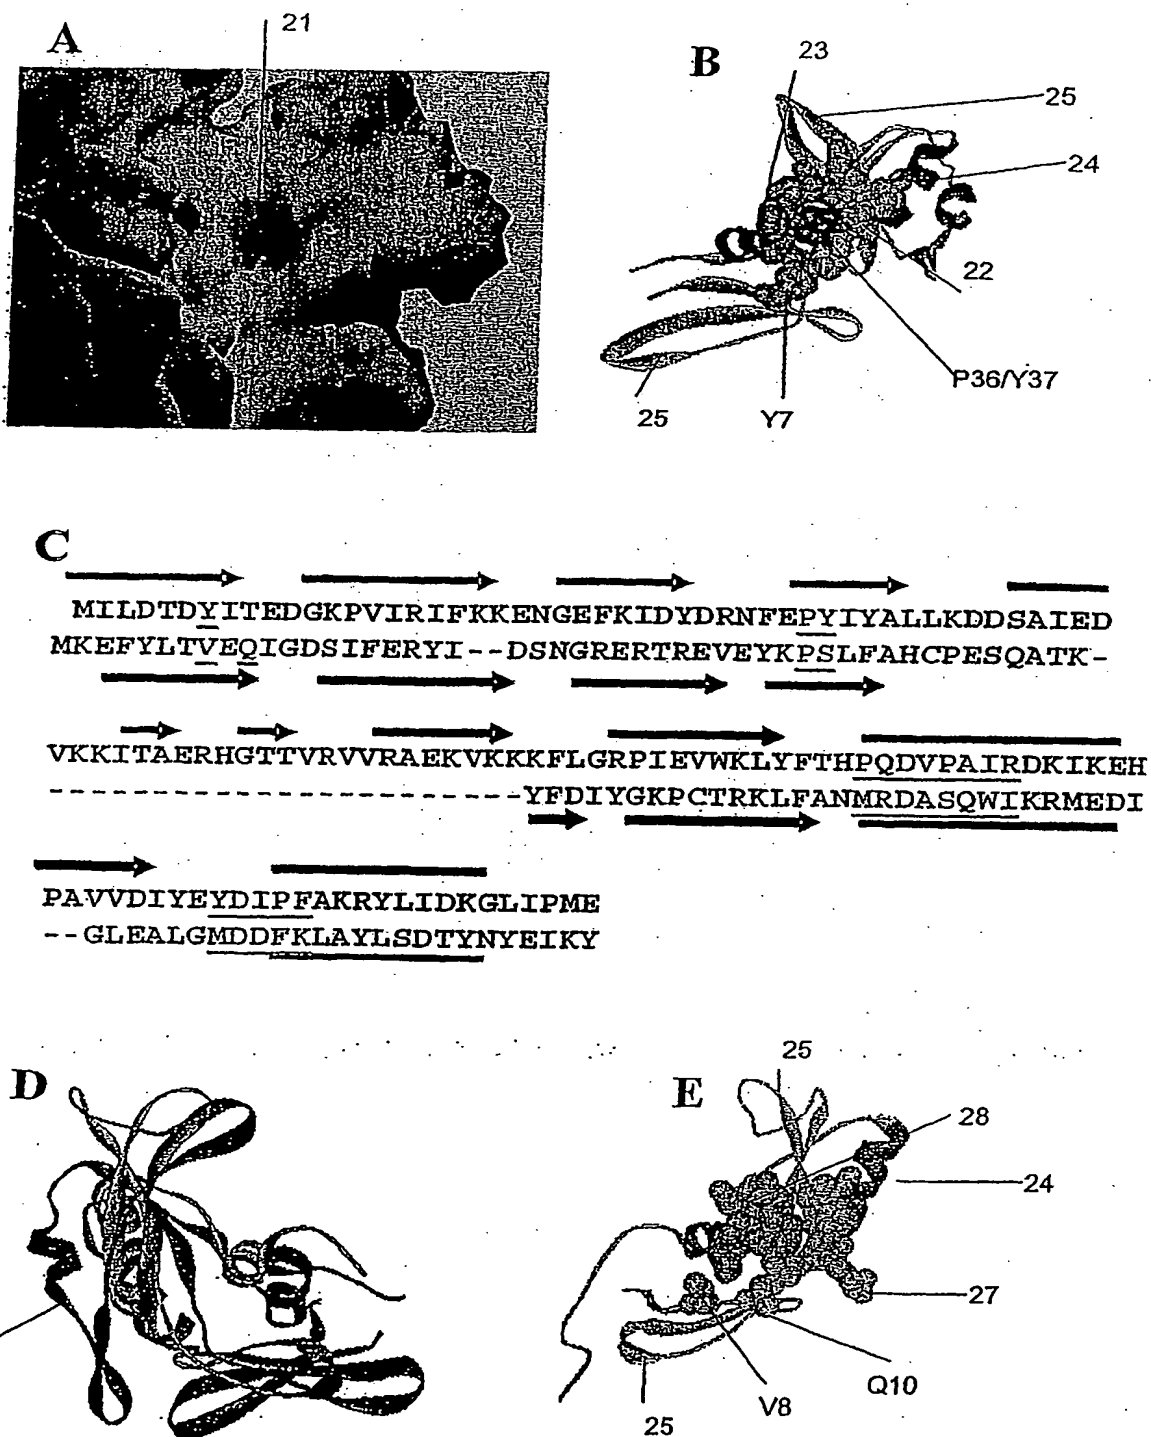 A
21
B
23
25
24
22
P36/Y37
25
Y7
C
MILDTDYITEDGKPVIRIFKKENGEFKIDYDRNFEPYIYALLKDDSAIED
MKEFYLTVEQIGDSIFERYI--DSNGRERTREVEYKPSLFAHCPESQATK-
VKKITAERHGTTVRVVRAEKVKKKFLGRPIEVWKLYFTHPQDVPAIRDKIKEH
-----------------------YFDIYGKPCTRKLFANMRDASQWIKRMEDI
PAVVDIYEYDIPFAKRYLIDKGLIPME
--GLEALGMDDFKLAYLSDTYNYEIKY
D
E
25
28
24
27
Q10
V8
25